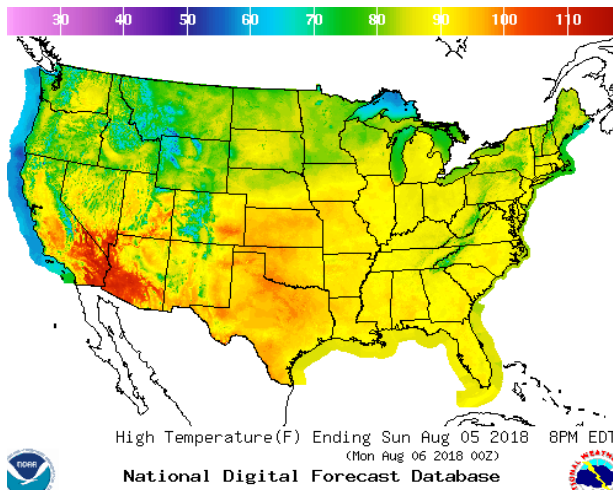 30 40 50 60 70 80 90 100 110
High Temperature(F) Ending Sun Aug 05 2018 8PM EDT
(Mon Aug 06 2018 00Z)
National Digital Forecast Database
NOAA